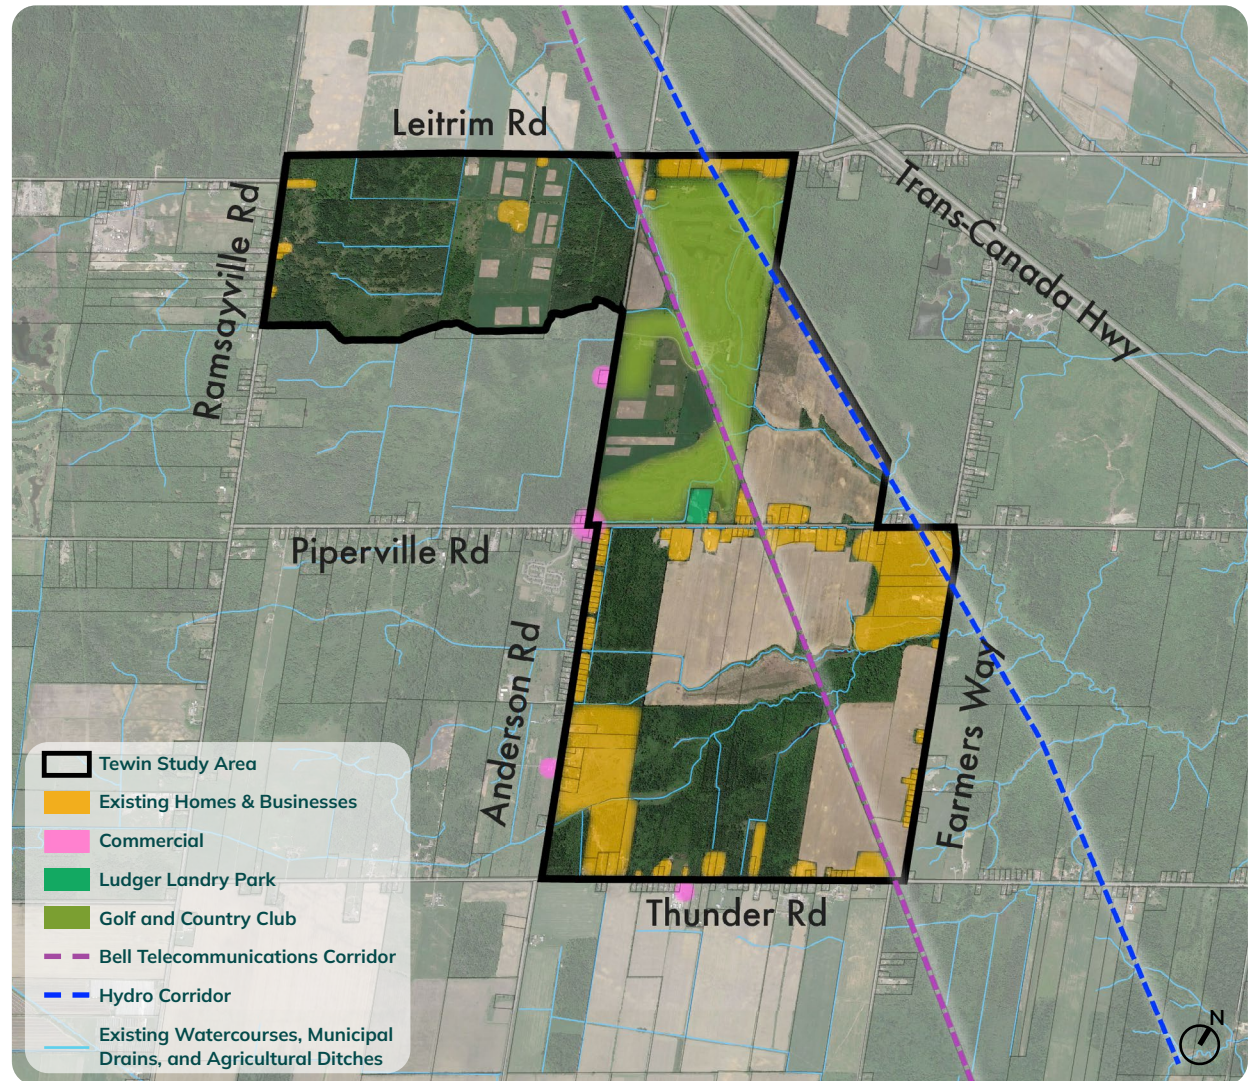 Leitrim Rd
Trans-Canada Hwy
Ramsayville Rd
Piperville Rd
Anderson Rd
Farmers Way
Thunder Rd
Tewin Study Area
Existing Homes & Businesses
Commercial
Ludger Landry Park
Golf and Country Club
Bell Telecommunications Corridor
Hydro Corridor
Existing Watercourses, Municipal
Drains, and Agricultural Ditches
N